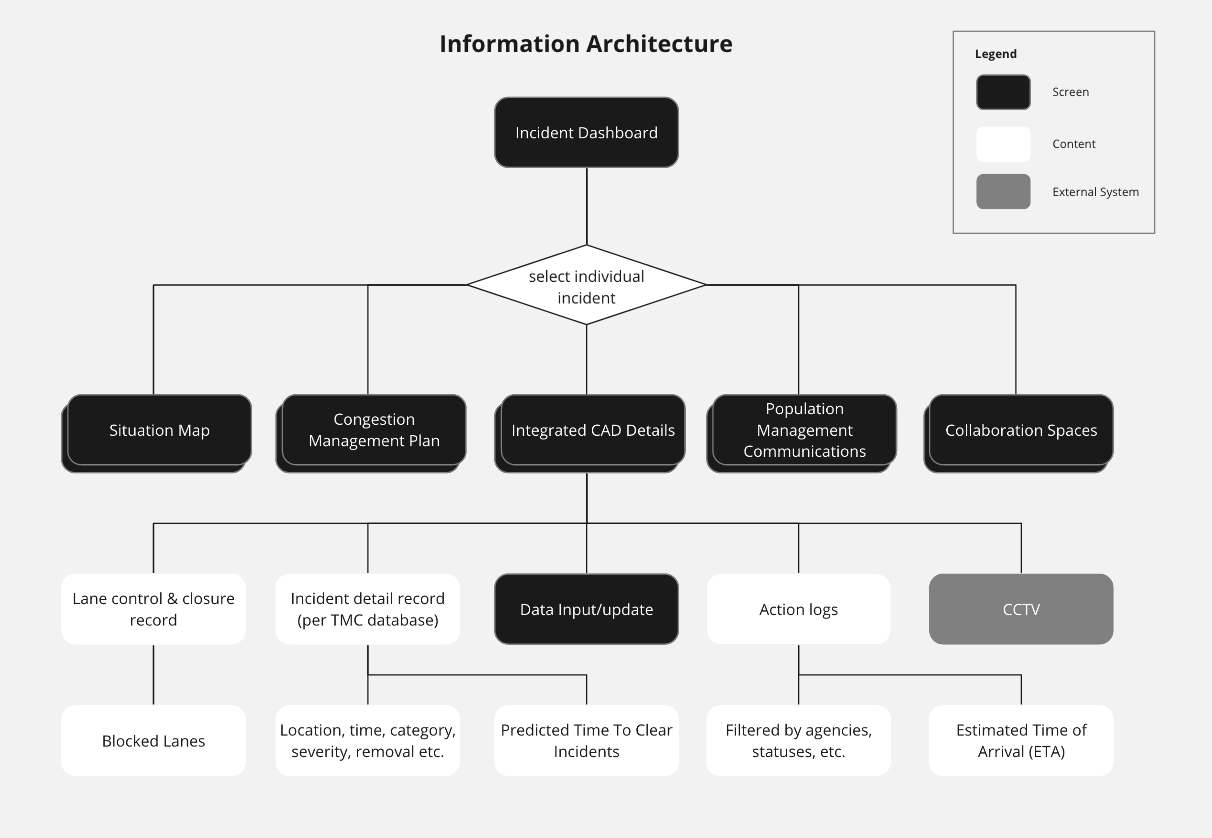 Information Architecture
Legend
Screen
Content
External System
Incident Dashboard
select individual
incident
Situation Map
Congestion
Management Plan
Integrated CAD Details
Population
Management
Communications
Collaboration Spaces
Lane control & closure
record
Incident detail record
(per TMC database)
Data Input/update
Action logs
CCTV
Blocked Lanes
Location, time, category,
severity, removal etc.
Predicted Time To Clear
Incidents
Filtered by agencies,
statuses, etc.
Estimated Time of
Arrival (ETA)